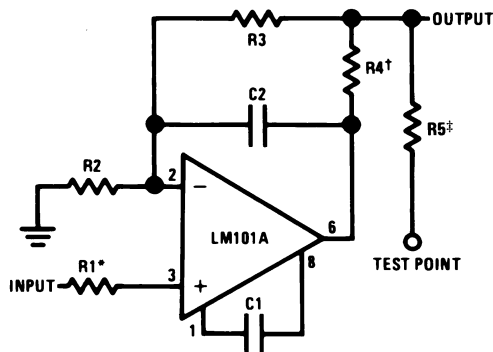 R3
OUTPUT
R4†
C2
R5‡
R2
2
−
LM101A
6
TEST POINT
8
INPUT
R1*
3
+
1
C1